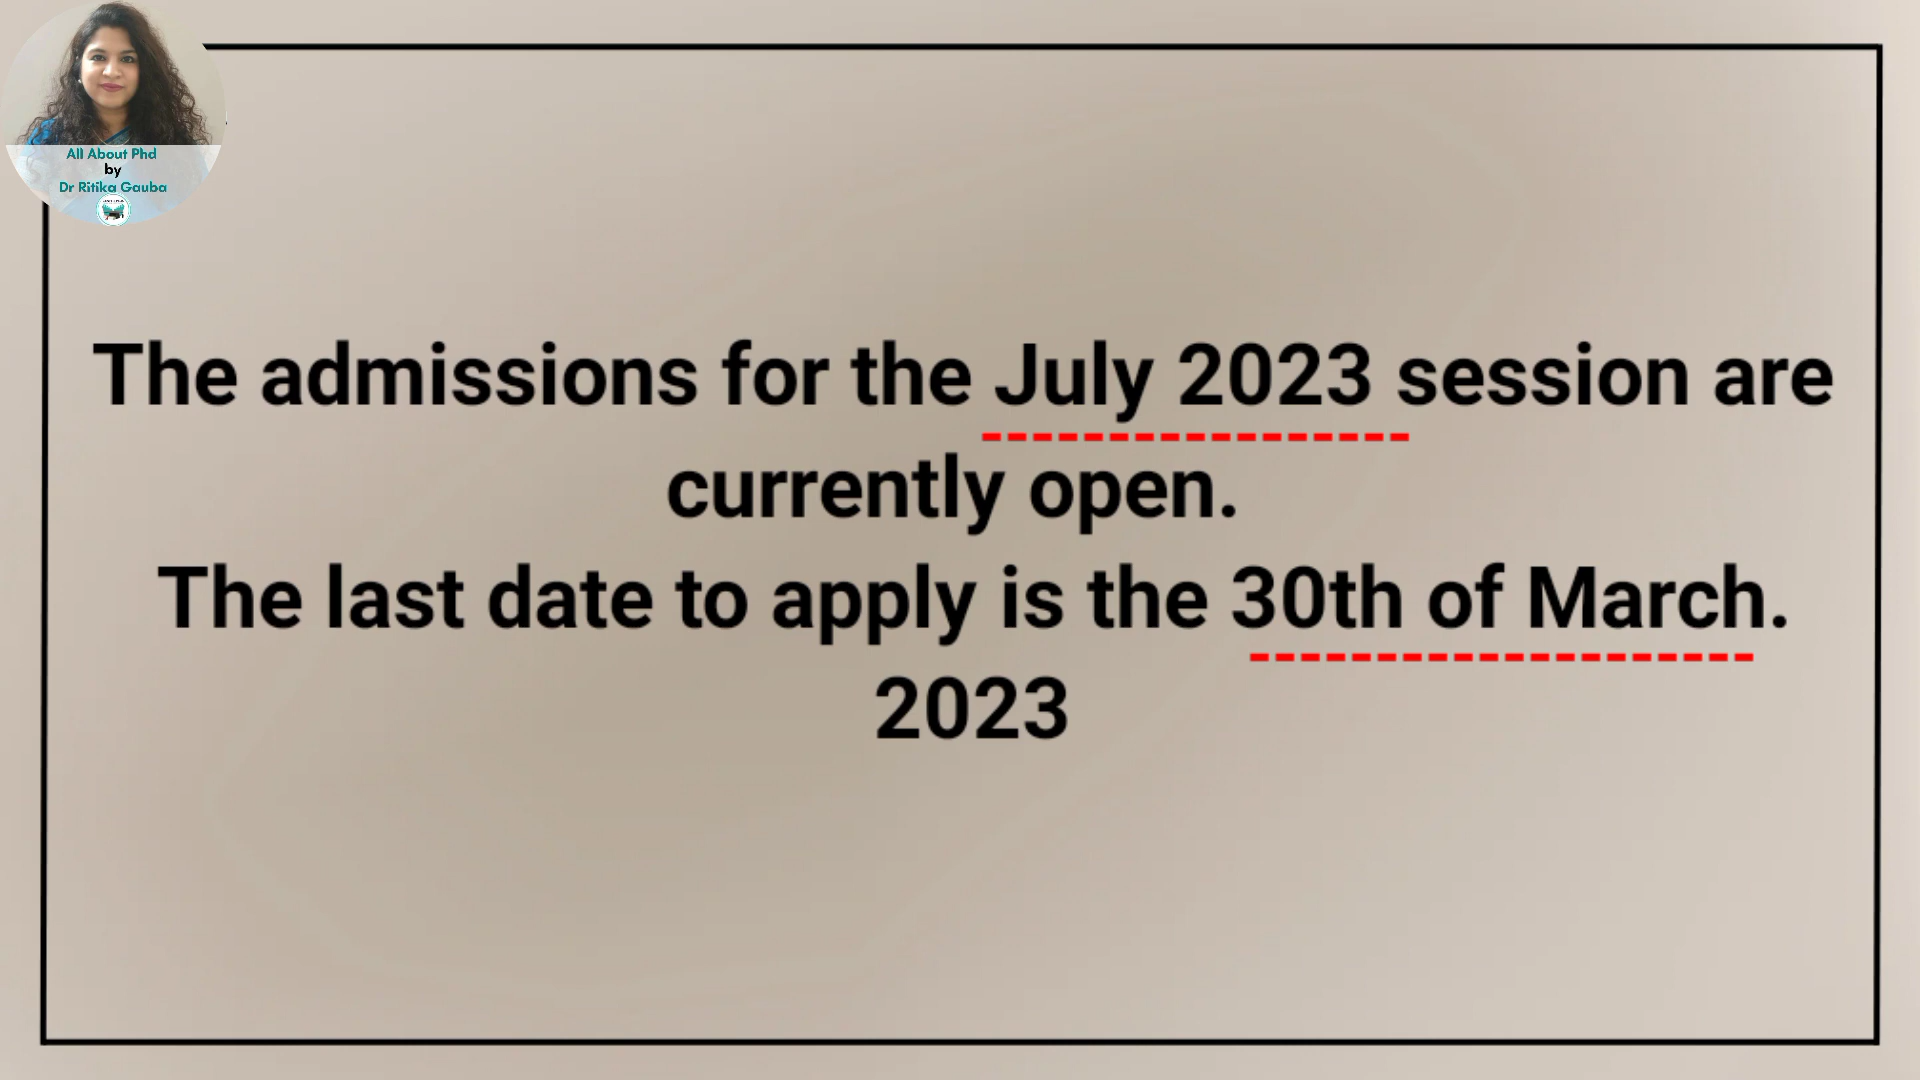 All About Phd
by
Dr Ritika Gauba
The admissions for the July 2023 session are
currently open.
The last date to apply is the 30th of March.
2023